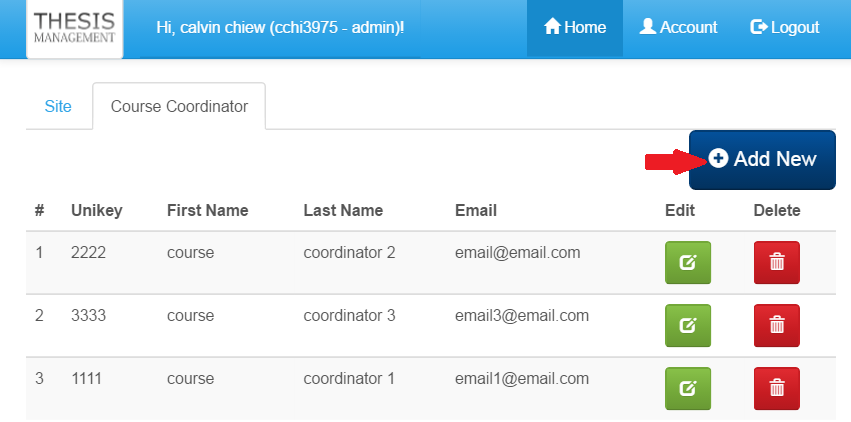 THESIS
MANAGEMENT
Hi, calvin chiew (cchi3975 - admin)!
Home
Account
Logout
Site
Course Coordinator
Add New
# Unikey First Name Last Name Email Edit Delete
1 2222 course coordinator 2 email@email.com
2 3333 course coordinator 3 email3@email.com
3 1111 course coordinator 1 email1@email.com